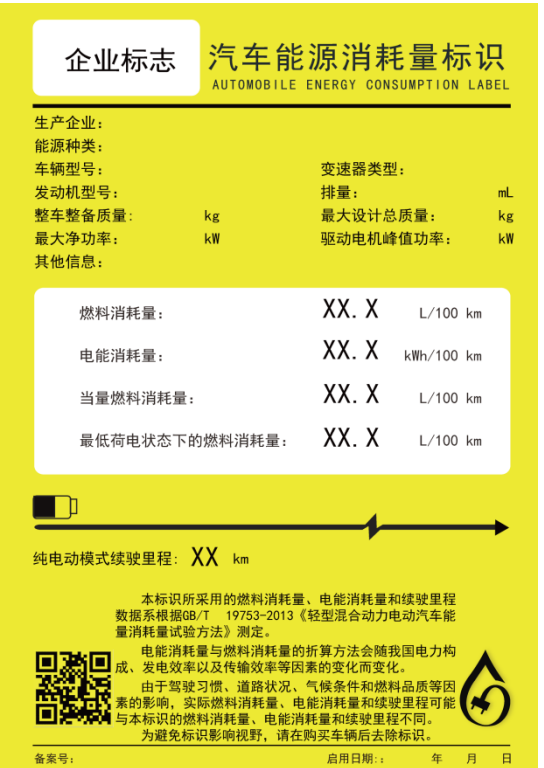 企业标志
汽车能源消耗量标识
AUTOMOBILE ENERGY CONSUMPTION LABEL
生产企业:
能源种类:
车辆型号: 变速器类型:
发动机型号: 排量: mL
整车整备质量: kg 最大设计总质量: kg
最大净功率: kW 驱动电机峰值功率: kW
其他信息:
燃料消耗量: XX. X L/100 km
电能消耗量: XX. X kWh/100 km
当量燃料消耗量: XX. X L/100 km
最低荷电状态下的燃料消耗量: XX. X L/100 km
纯电动模式续驶里程: XX km
本标识所采用的燃料消耗量、电能消耗量和续驶里程
数据系根据GB/T 19753-2013《轻型混合动力电动汽车能
量消耗量试验方法》测定。
电能消耗量与燃料消耗量的折算方法会随我国电力构
成、发电效率以及传输效率等因素的变化而变化。
由于驾驶习惯、道路状况、气候条件和燃料品质等因
素的影响，实际燃料消耗量、电能消耗量和续驶里程可能
与本标识的燃料消耗量、电能消耗量和续驶里程不同。
为避免标识影响视野，请在购买车辆后去除标识。
备案号: 启用日期:: 年 月 日